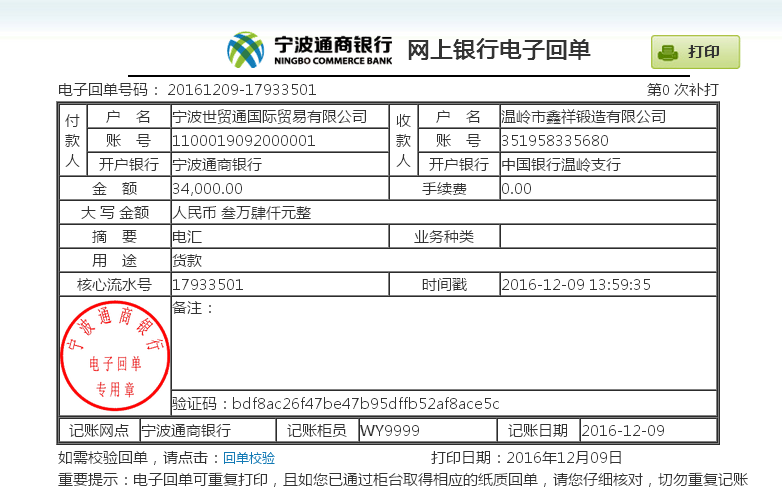 宁波通商银行
NINGBO COMMERCE BANK
网上银行电子回单
打印
电子回单号码： 20161209-17933501 第0 次补打
付款人 户 名 宁波世贸通国际贸易有限公司 收款人 户 名 温岭市鑫祥锻造有限公司
账 号 1100019092000001 账 号 351958335680
开户银行 宁波通商银行 开户银行 中国银行温岭支行
金 额 34,000.00 手续费 0.00
大 写 金额 人民币 叁万肆仟元整
摘 要 电汇 业务种类
用 途 货款
核心流水号 17933501 时间戳 2016-12-09 13:59:35
宁波通商银行
电子回单
专用章
备注：
验证码：bdf8ac26f47be47b95dffb52af8ace5c
记账网点 宁波通商银行 记账柜员 WY9999 记账日期 2016-12-09
如需校验回单，请点击：回单校验 打印日期：2016年12月09日
重要提示：电子回单可重复打印，且如您已通过柜台取得相应的纸质回单，请您仔细核对，切勿重复记账